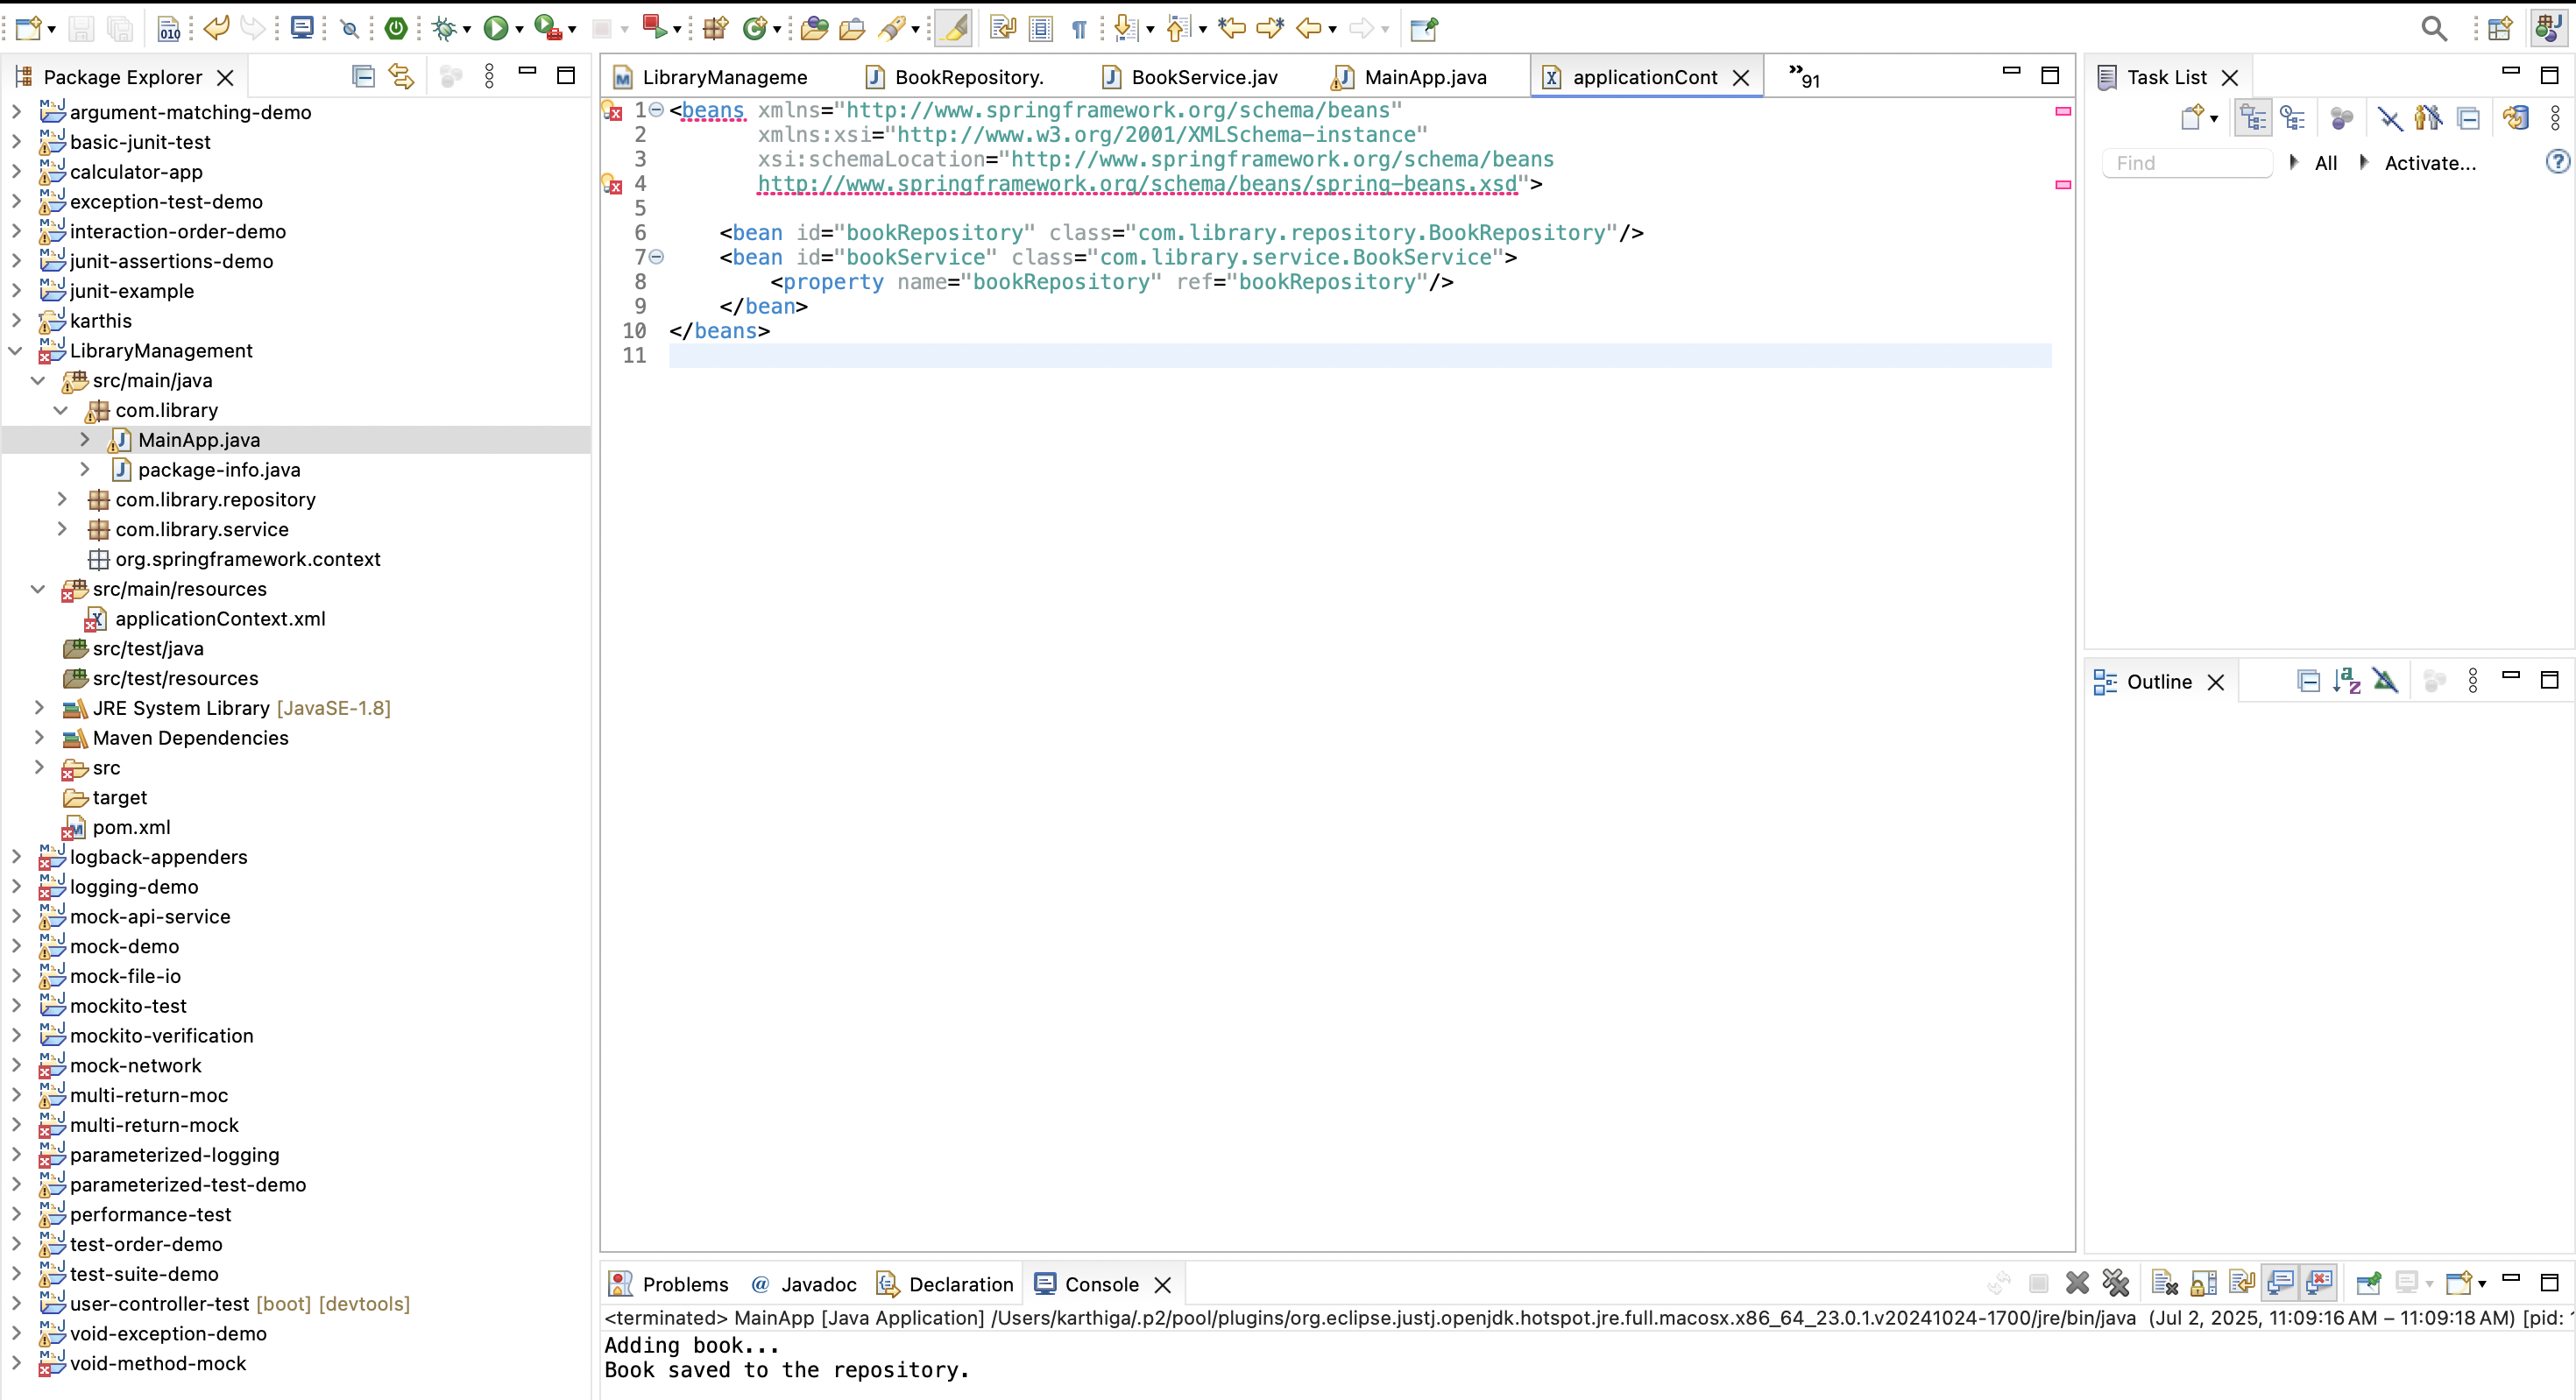 Package Explorer
argument-matching-demo
basic-junit-test
calculator-app
exception-test-demo
interaction-order-demo
junit-assertions-demo
junit-example
karthis
LibraryManagement
src/main/java
com.library
MainApp.java
package-info.java
com.library.repository
com.library.service
org.springframework.context
src/main/resources
applicationContext.xml
src/test/java
src/test/resources
JRE System Library [JavaSE-1.8]
Maven Dependencies
src
target
pom.xml
logback-appenders
logging-demo
mock-api-service
mock-demo
mock-file-io
mockito-test
mockito-verification
mock-network
multi-return-moc
multi-return-mock
parameterized-logging
parameterized-test-demo
performance-test
test-order-demo
test-suite-demo
user-controller-test [boot] [devtools]
void-exception-demo
void-method-mock
LibraryManageme BookRepository. BookService.jav MainApp.java applicationCont »91
1 <beans xmlns="http://www.springframework.org/schema/beans"
2 xmlns:xsi="http://www.w3.org/2001/XMLSchema-instance"
3 xsi:schemaLocation="http://www.springframework.org/schema/beans
4 http://www.springframework.org/schema/beans/spring-beans.xsd">
5
6 <bean id="bookRepository" class="com.library.repository.BookRepository"/>
7 <bean id="bookService" class="com.library.service.BookService">
8 <property name="bookRepository" ref="bookRepository"/>
9 </bean>
10 </beans>
11
Task List
Find All Activate...
Outline
Problems @ Javadoc Declaration Console
<terminated> MainApp [Java Application] /Users/karthiga/.p2/pool/plugins/org.eclipse.justj.openjdk.hotspot.jre.full.macosx.x86_64_23.0.1.v20241024-1700/jre/bin/java (Jul 2, 2025, 11:09:16 AM – 11:09:18 AM) [pid:
Adding book...
Book saved to the repository.